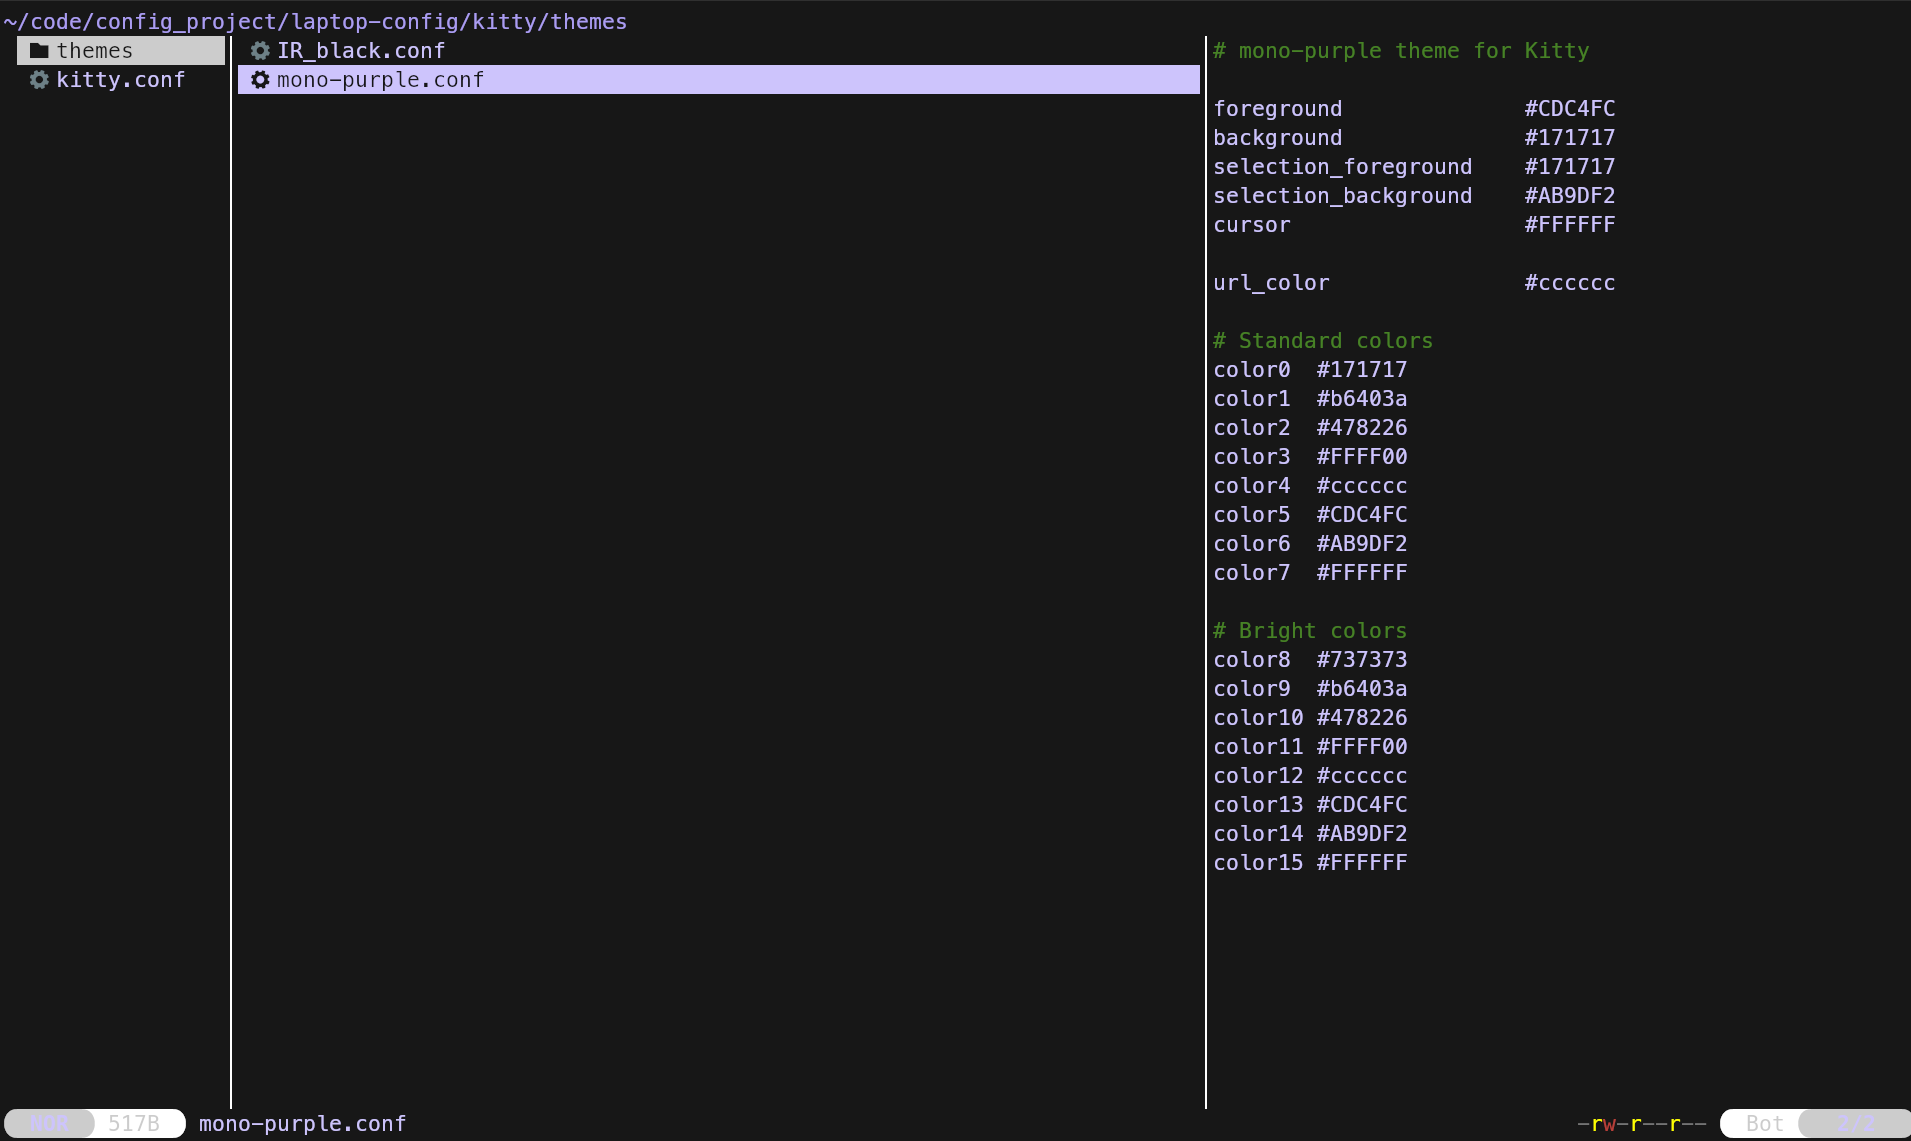 ~/code/config_project/laptop-config/kitty/themes
themes
kitty.conf
IR_black.conf
mono-purple.conf
# mono-purple theme for Kitty
foreground #CDC4FC
background #171717
selection_foreground #171717
selection_background #AB9DF2
cursor #FFFFFF
url_color #cccccc
# Standard colors
color0 #171717
color1 #b6403a
color2 #478226
color3 #FFFF00
color4 #cccccc
color5 #CDC4FC
color6 #AB9DF2
color7 #FFFFFF
# Bright colors
color8 #737373
color9 #b6403a
color10 #478226
color11 #FFFF00
color12 #cccccc
color13 #CDC4FC
color14 #AB9DF2
color15 #FFFFFF
NOR 517B mono-purple.conf -rw-r--r-- Bot 2/2